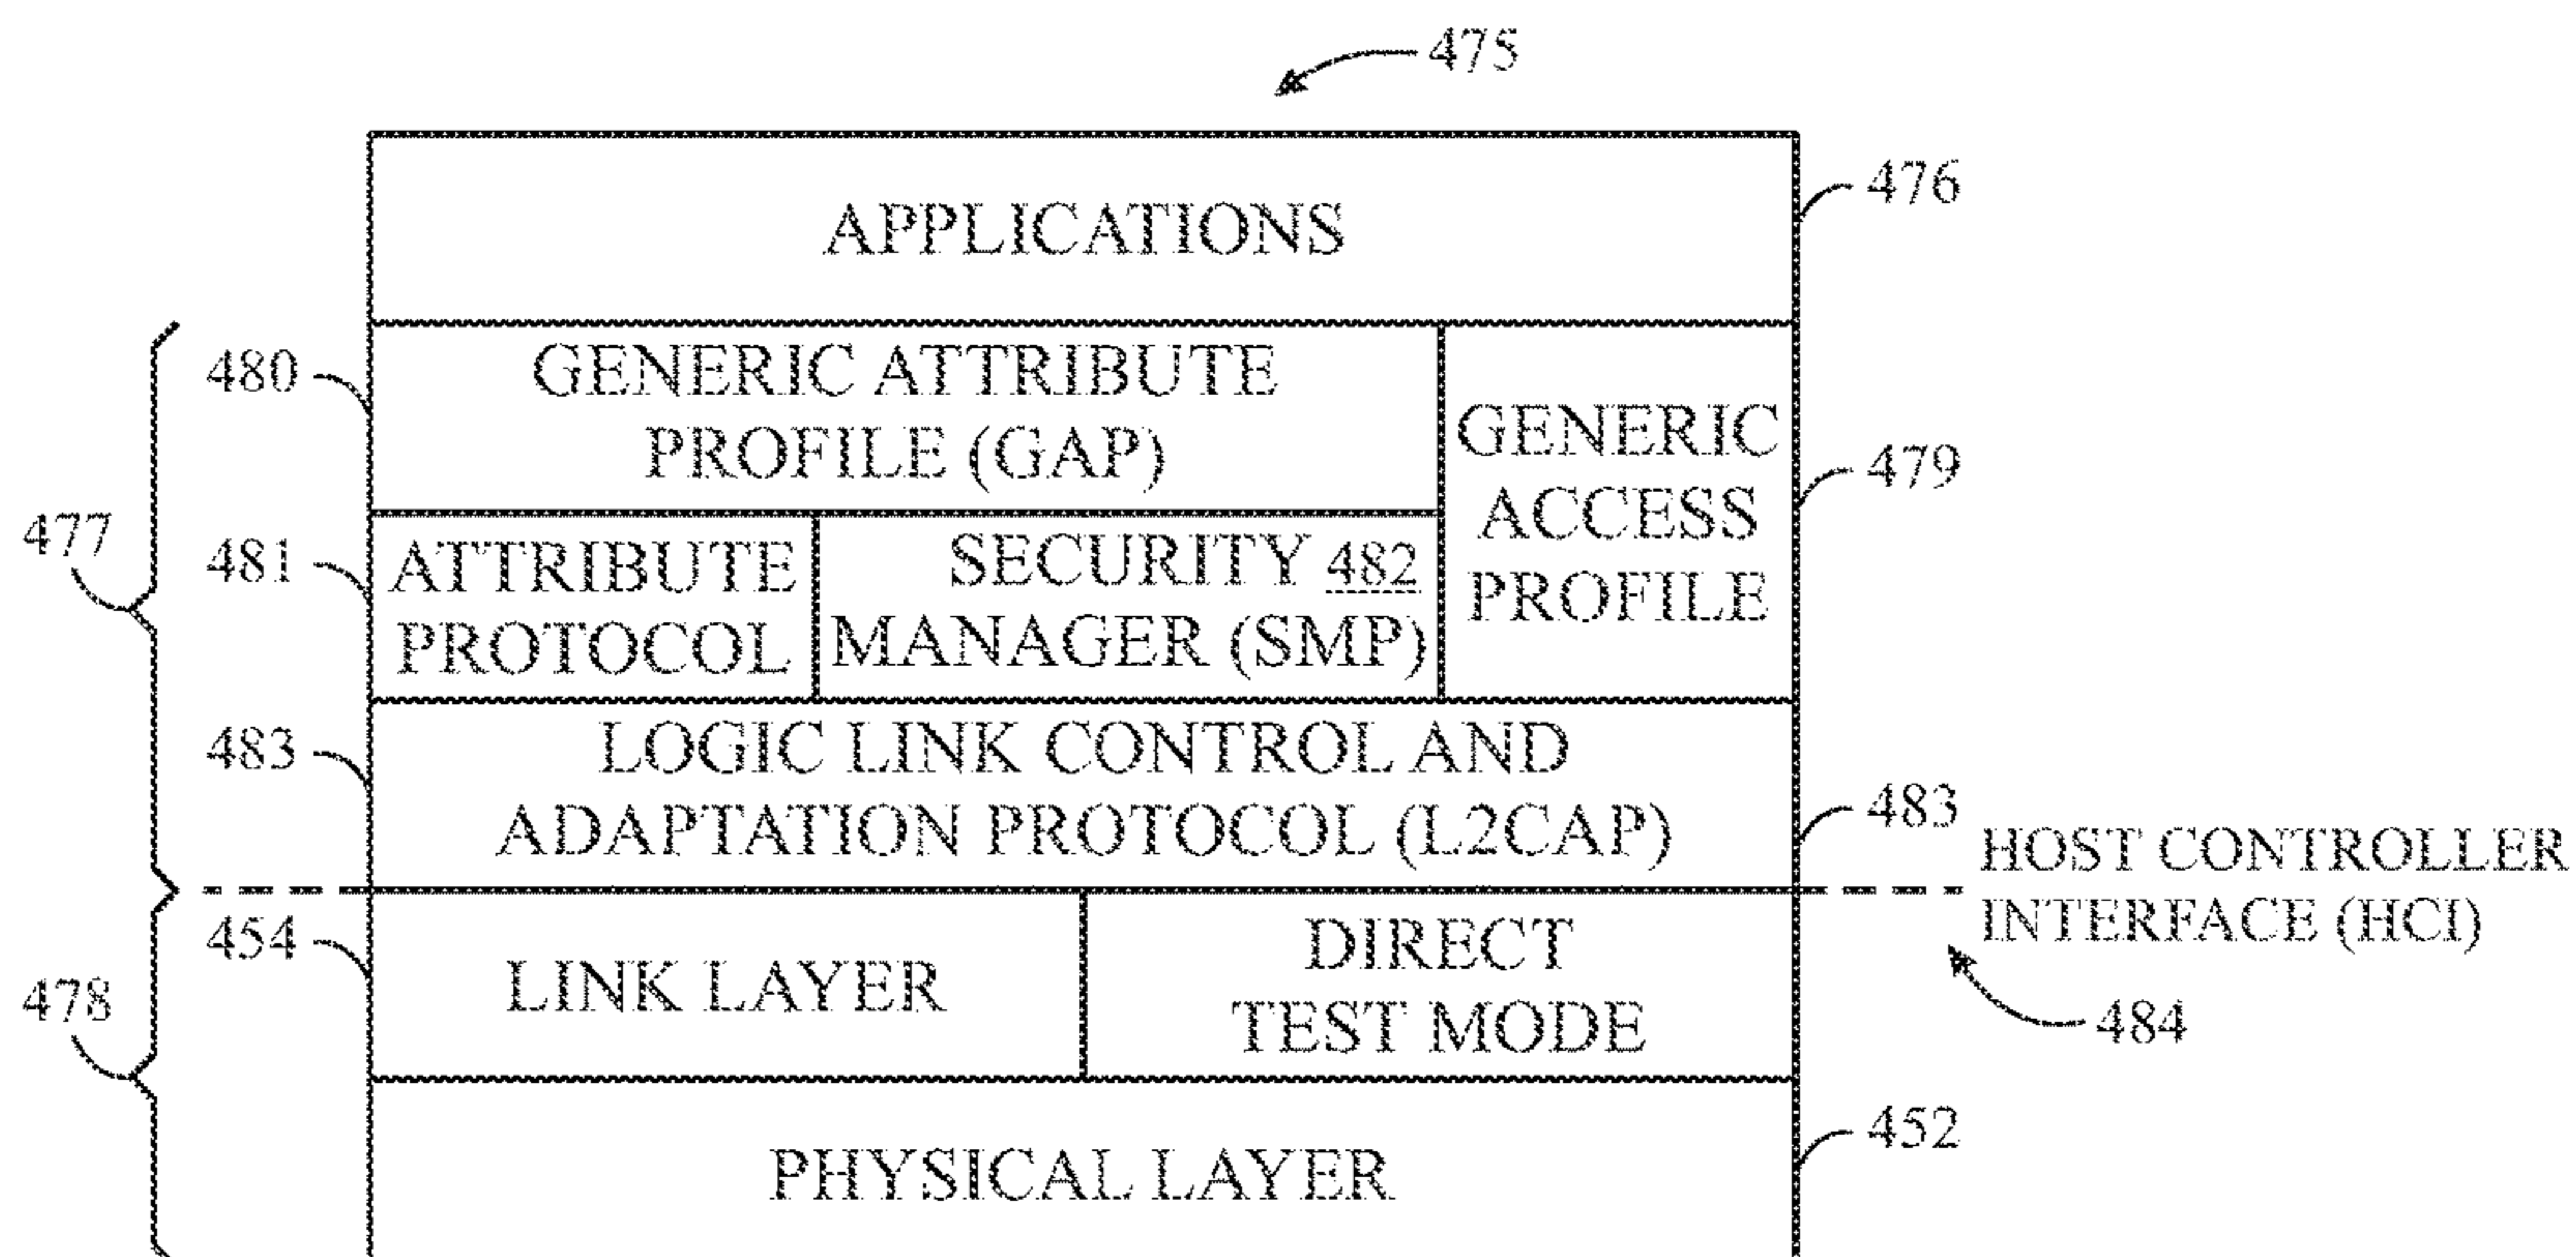 475
APPLICATIONS
476
480
GENERIC ATTRIBUTE
PROFILE (GAP)
GENERIC
ACCESS
PROFILE
479
477
481
ATTRIBUTE
PROTOCOL
SECURITY 482
MANAGER (SMP)
483
LOGIC LINK CONTROL AND
ADAPTATION PROTOCOL (L2CAP)
483
HOST CONTROLLER
INTERFACE (HCI)
484
478
454
LINK LAYER
DIRECT
TEST MODE
PHYSICAL LAYER
452